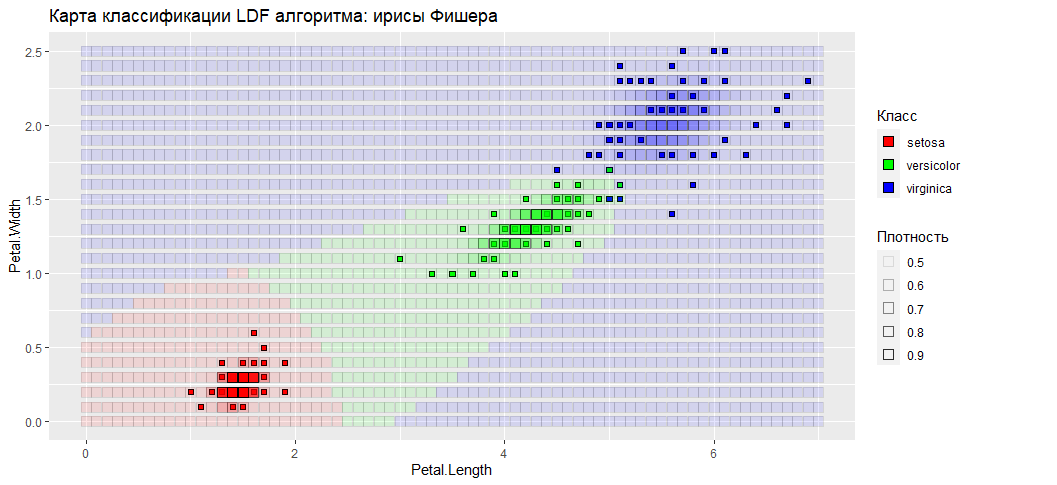 Карта классификации LDF алгоритма: ирисы Фишера
2.5
2.0
1.5
1.0
0.5
0.0
Petal.Width
0
2
4
6
Petal.Length
Класс
setosa
versicolor
virginica
Плотность
0.5
0.6
0.7
0.8
0.9